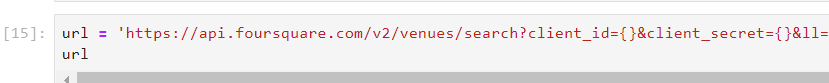 [15]: url = 'https://api.foursquare.com/v2/venues/search?client_id={}&client_secret={}&ll=
url